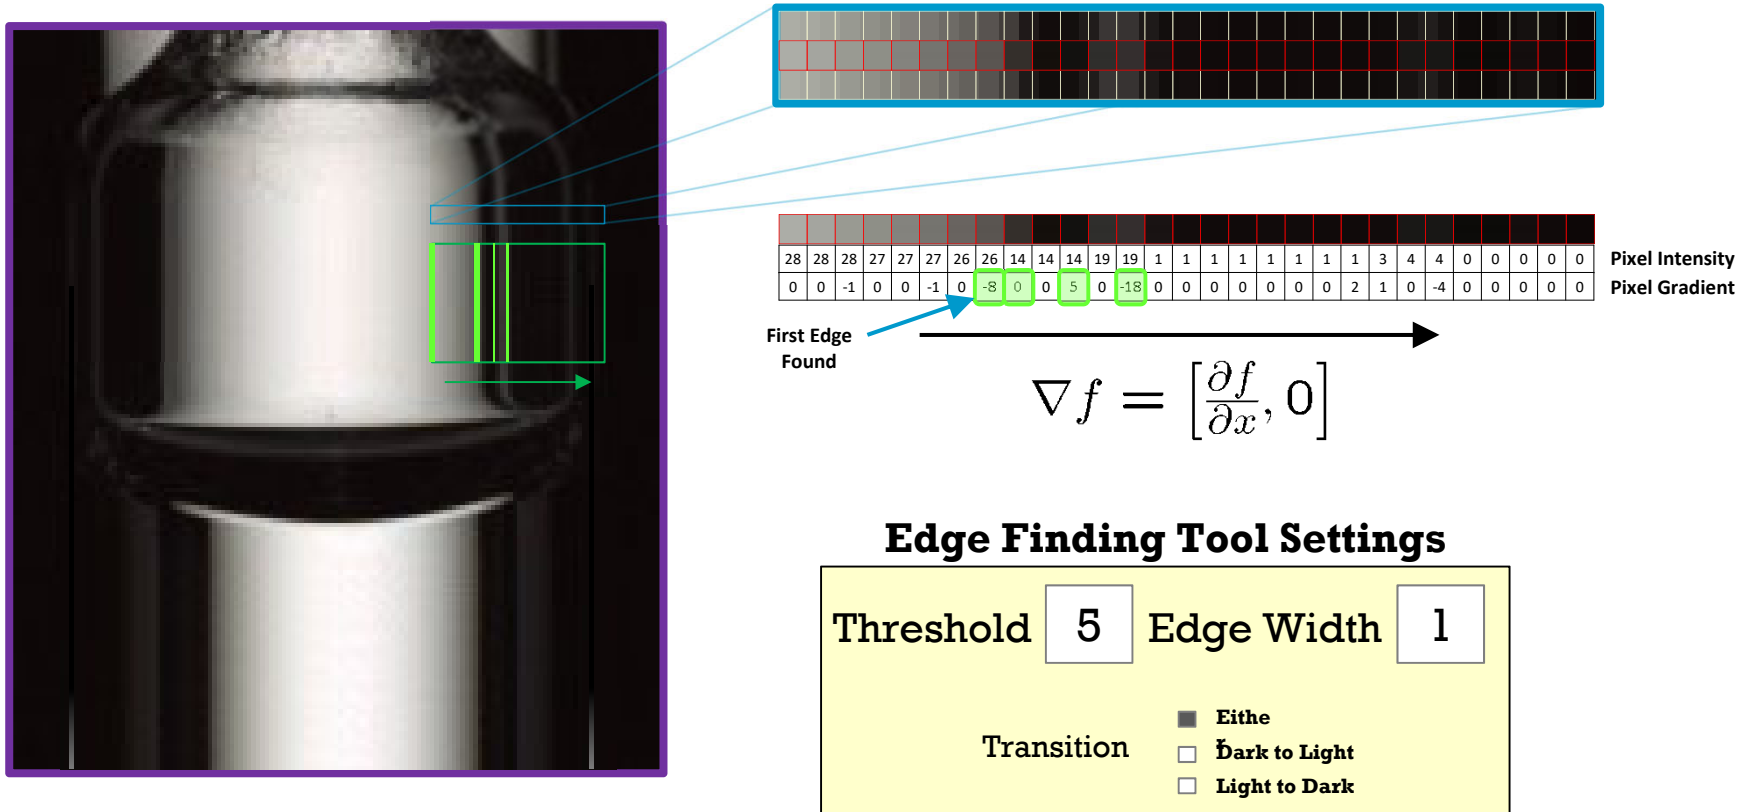 28 28 28 27 27 27 26 26 14 14 14 19 19 1 1 1 1 1 1 1 1 3 4 4 0 0 0 0 0 Pixel Intensity
0 0 -1 0 0 -1 0 -8 0 0 5 0 -18 0 0 0 0 0 0 0 2 1 0 -4 0 0 0 0 0 Pixel Gradient
First Edge
Found
∇f = [∂f/∂x, 0]
Edge Finding Tool Settings
Threshold 5 Edge Width 1
Transition
Eithe
r
Dark to Light
Light to Dark